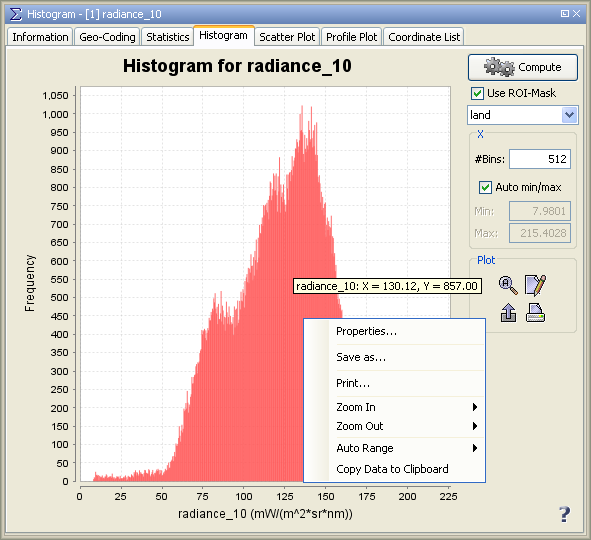 Histogram - [1] radiance_10
Information Geo-Coding Statistics Histogram Scatter Plot Profile Plot Coordinate List
Histogram for radiance_10
Compute
Use ROI-Mask
land
X
#Bins: 512
Auto min/max
Min: 7.9801
Max: 215.4028
Plot
Frequency
1,050
1,000
950
900
850
800
750
700
650
600
550
500
450
400
350
300
250
200
150
100
50
0
radiance_10: X = 130.12, Y = 857.00
Properties...
Save as...
Print...
Zoom In
Zoom Out
Auto Range
Copy Data to Clipboard
0 25 50 75 100 125 150 175 200 225
radiance_10 (mW/(m^2*sr*nm))
?